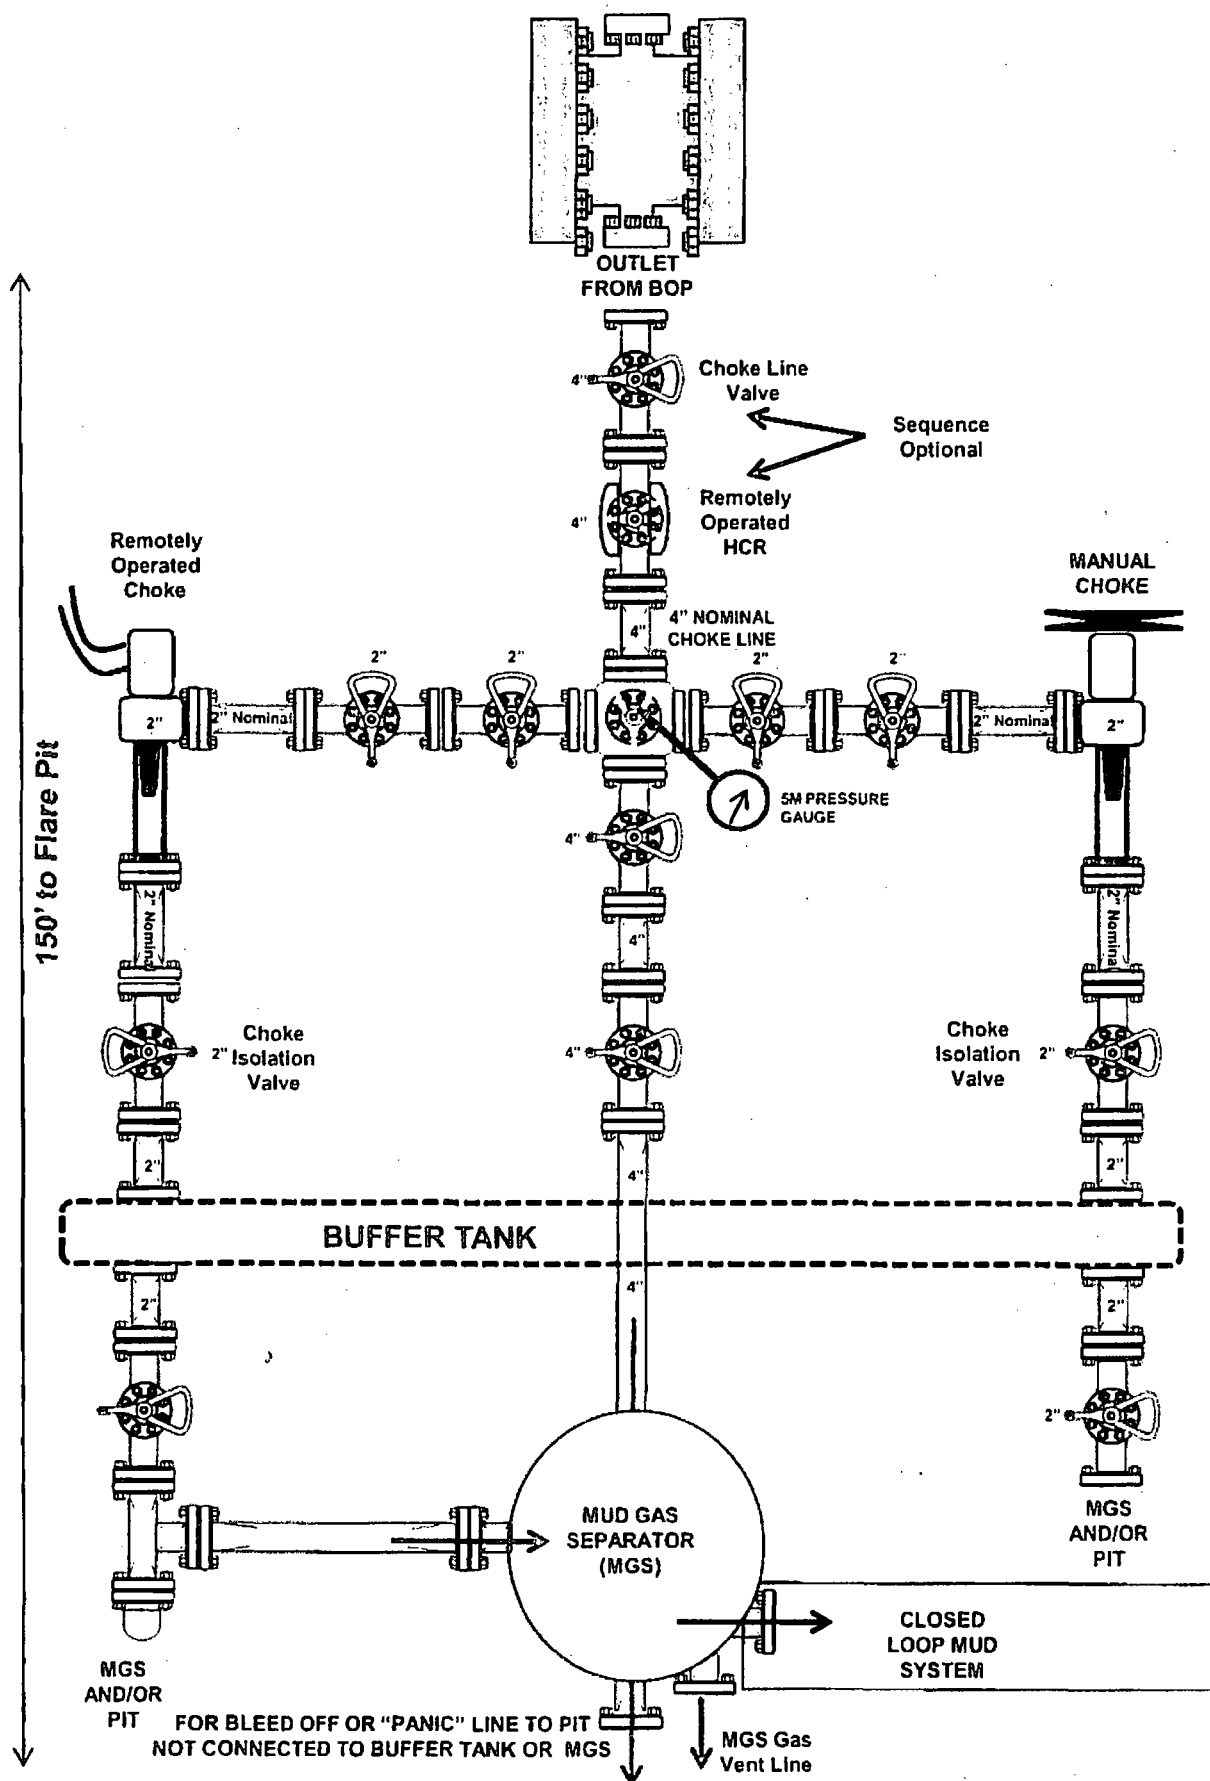 OUTLET
FROM BOP
4"
Choke Line
Valve
Sequence
Optional
4"
Remotely
Operated
HCR
Remotely
Operated
Choke
MANUAL
CHOKE
4" NOMINAL
CHOKE LINE
4"
2"
2"
2"
2"
2"
2" Nominal
2" Nominal
2"
5M PRESSURE
GAUGE
150' to Flare Pit
4"
2" Nominal
4"
2" Nominal
2"
Choke
Isolation
Valve
4"
Choke
Isolation
Valve
2"
2"
4"
2"
BUFFER TANK
4"
2"
2"
2"
MUD GAS
SEPARATOR
(MGS)
MGS
AND/OR
PIT
CLOSED
LOOP MUD
SYSTEM
MGS
AND/OR
PIT
FOR BLEED OFF OR "PANIC" LINE TO PIT
NOT CONNECTED TO BUFFER TANK OR MGS
MGS Gas
Vent Line